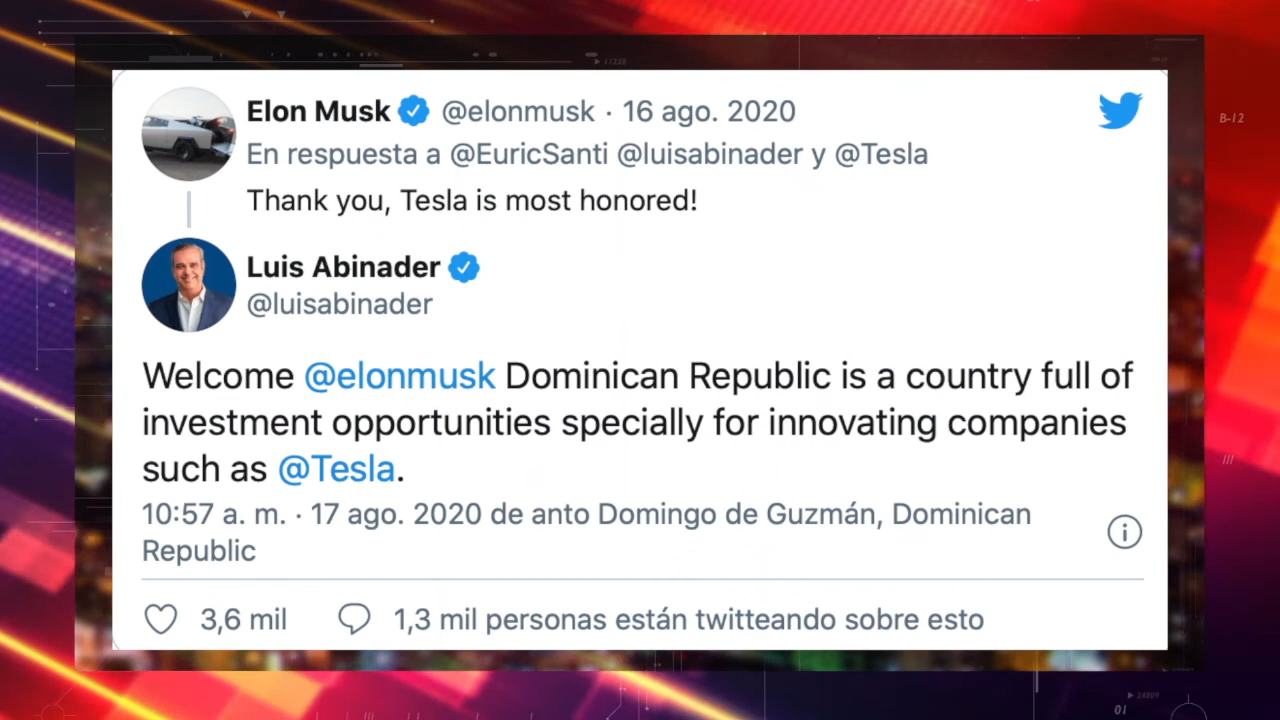 Elon Musk @elonmusk · 16 ago. 2020
En respuesta a @EuricSanti @luisabinader y @Tesla
Thank you, Tesla is most honored!
Luis Abinader
@luisabinader
Welcome @elonmusk Dominican Republic is a country full of
investment opportunities specially for innovating companies
such as @Tesla.
10:57 a. m. · 17 ago. 2020 de anto Domingo de Guzmán, Dominican
Republic
3,6 mil 1,3 mil personas están twitteando sobre esto
B-12
///
01